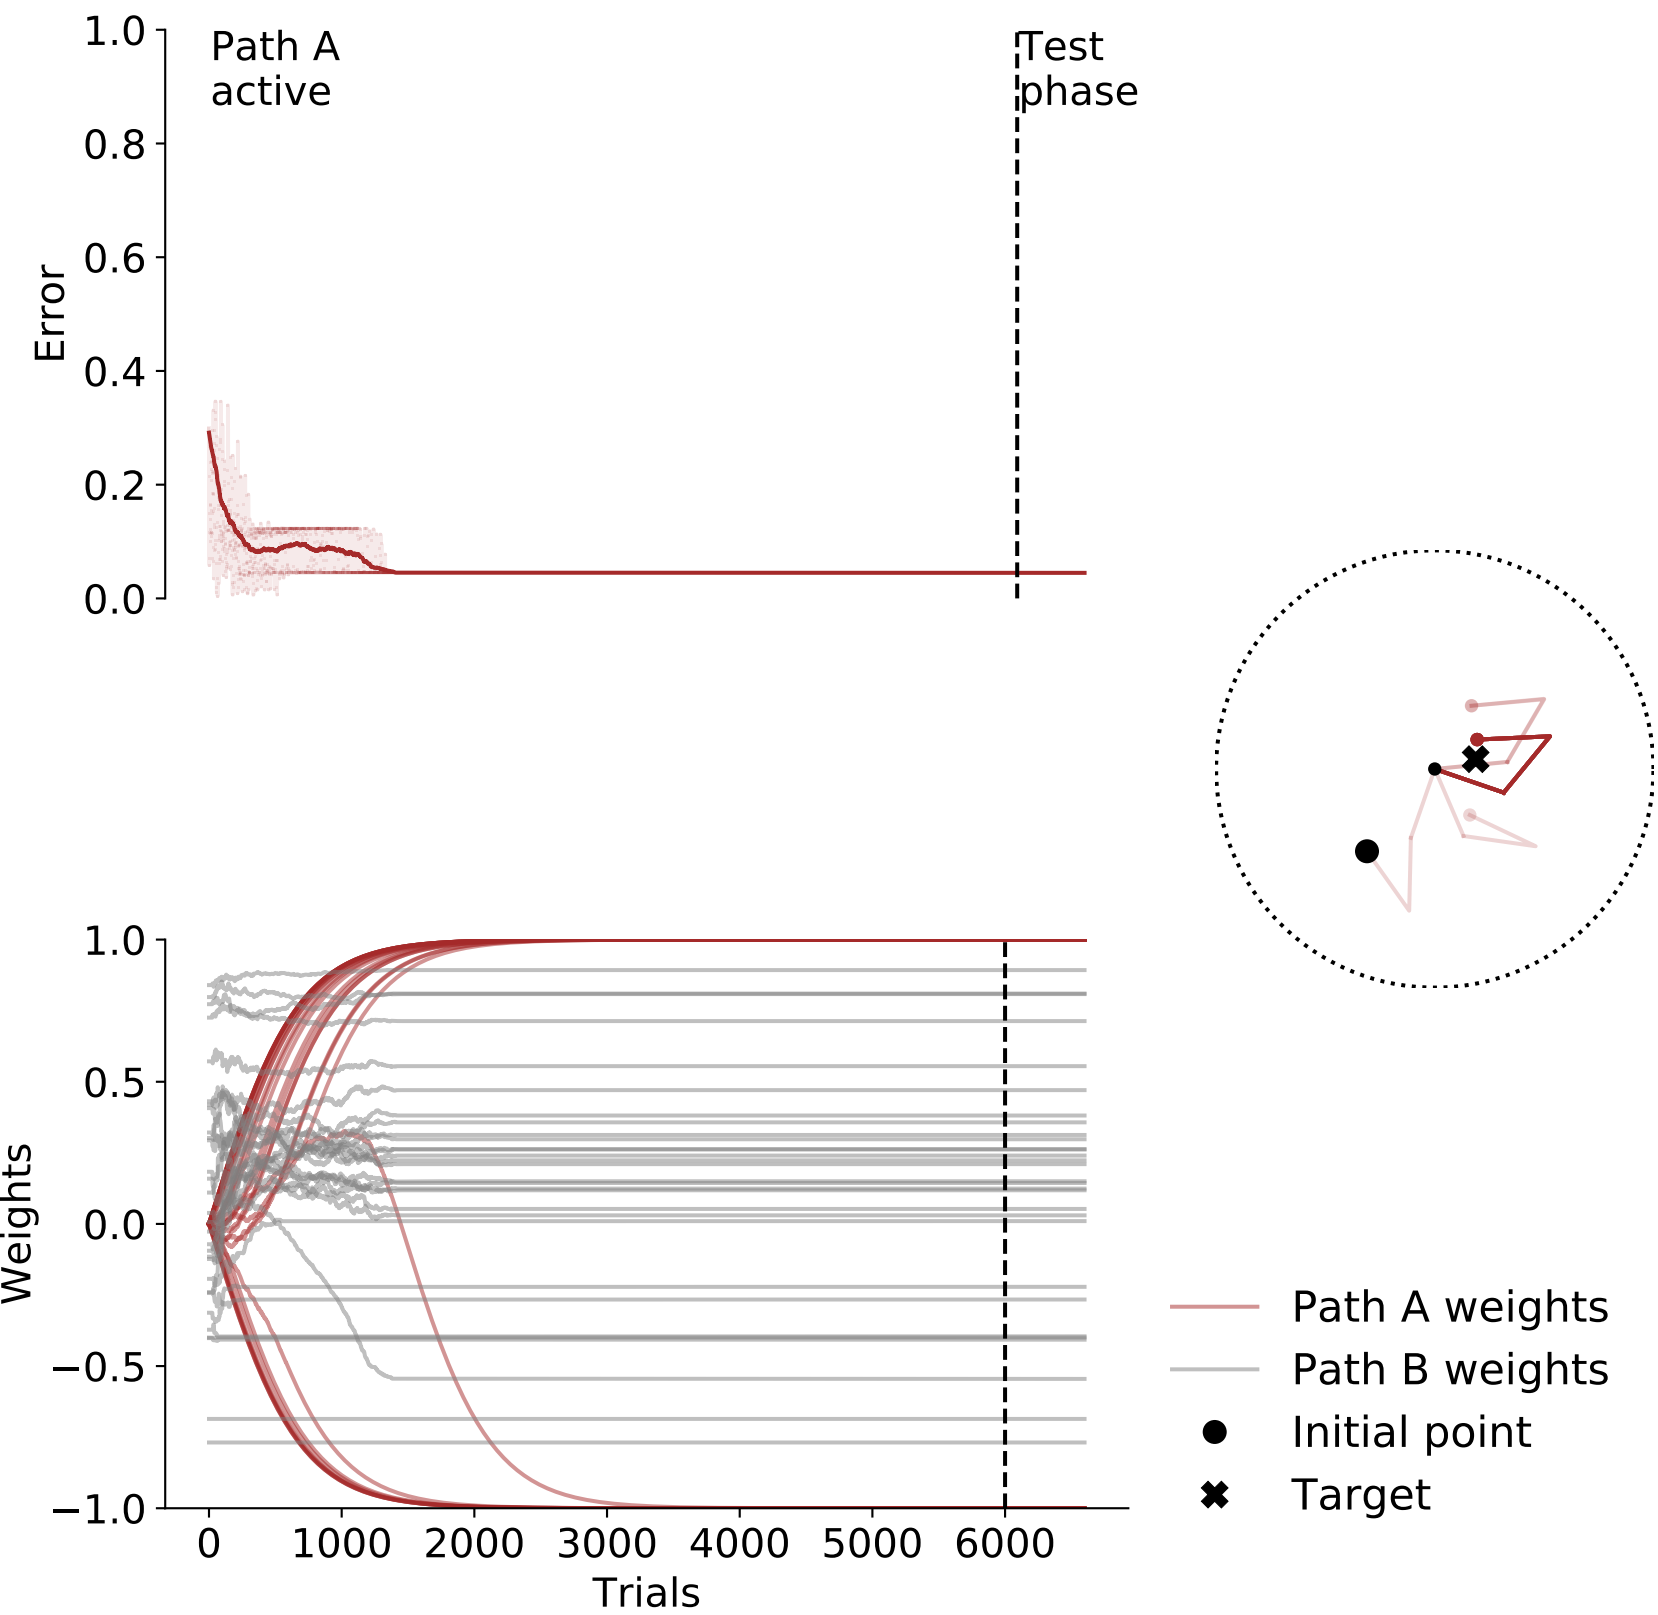 Path A
active
Test
phase
1.0
0.8
0.6
0.4
0.2
0.0
Error
1.0
0.5
0.0
−0.5
−1.0
Weights
0 1000 2000 3000 4000 5000 6000
Trials
Path A weights
Path B weights
Initial point
Target